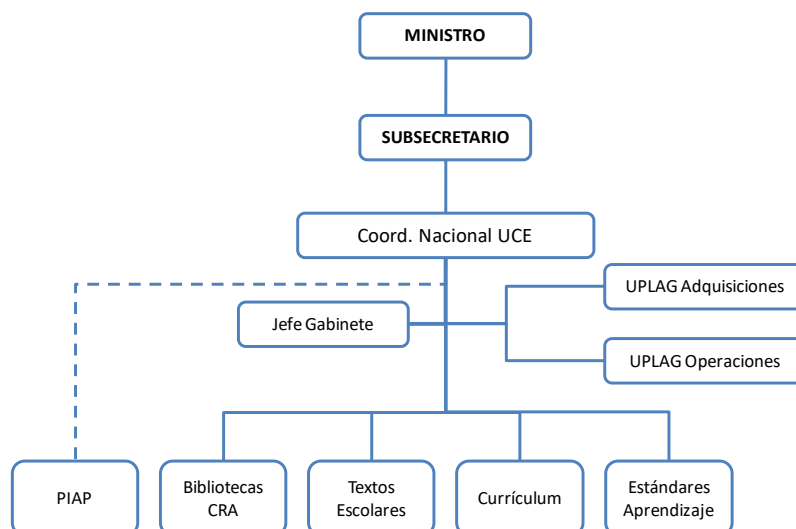 MINISTRO
SUBSECRETARIO
Coord. Nacional UCE
UPLAG Adquisiciones
Jefe Gabinete
UPLAG Operaciones
PIAP
Bibliotecas
CRA
Textos
Escolares
Currículum
Estándares
Aprendizaje